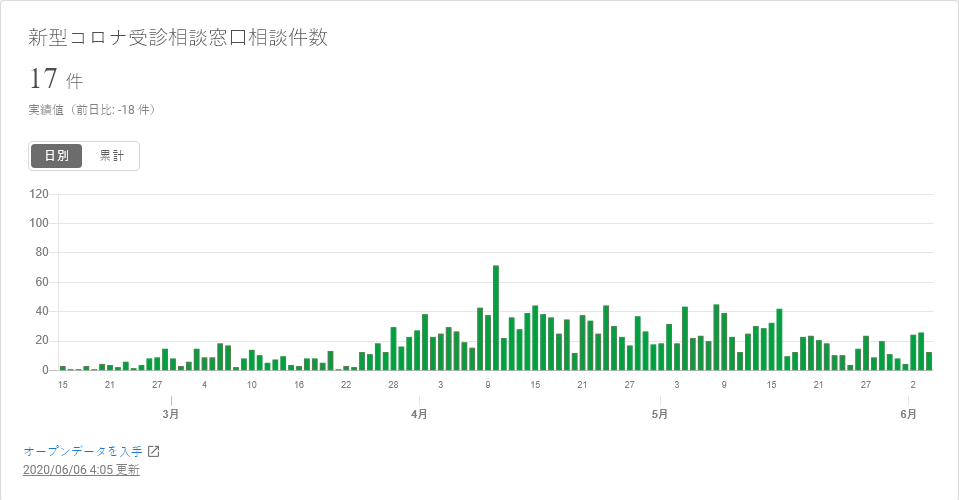 新型コロナ受診相談窓口相談件数
17 件
実績値（前日比: -18 件）
日別 累計
120
100
80
60
40
20
0
15 21 27 4 10 16 22 28 3 9 15 21 27 3 9 15 21 27 2
3月 4月 5月 6月
オープンデータを入手
2020/06/06 4:05 更新